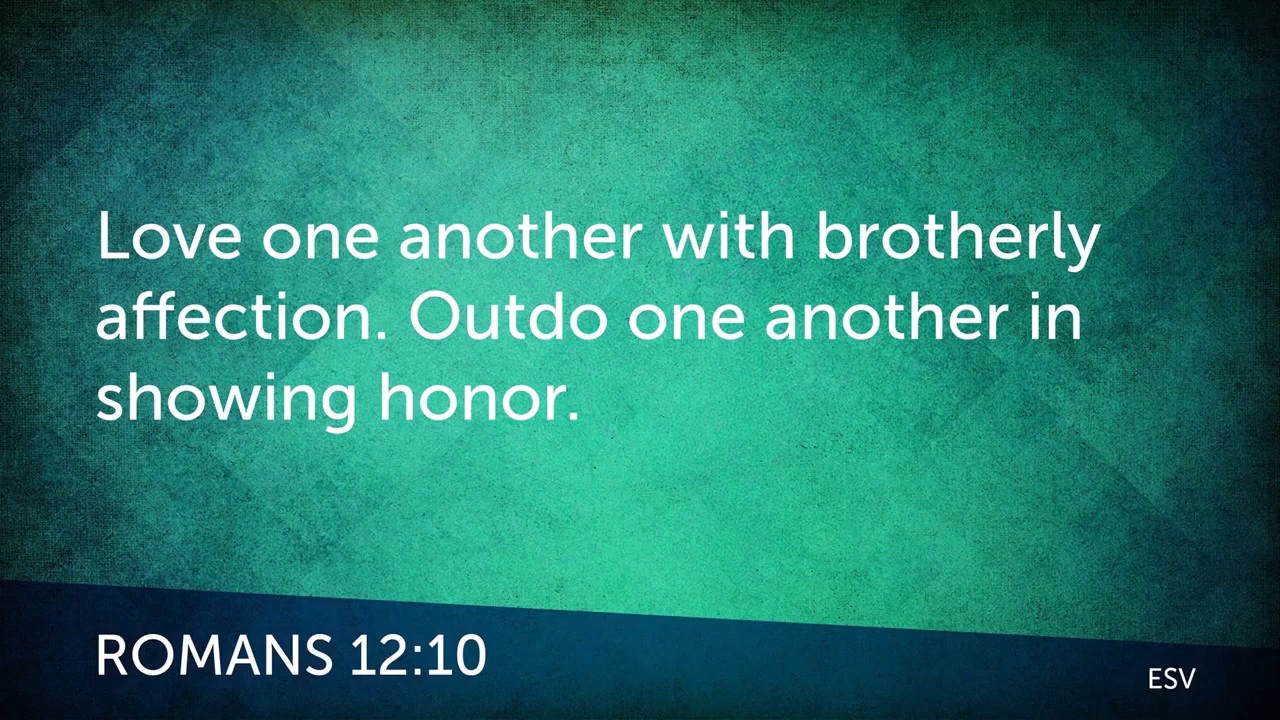 Love one another with brotherly
affection. Outdo one another in
showing honor.
ROMANS 12:10
ESV